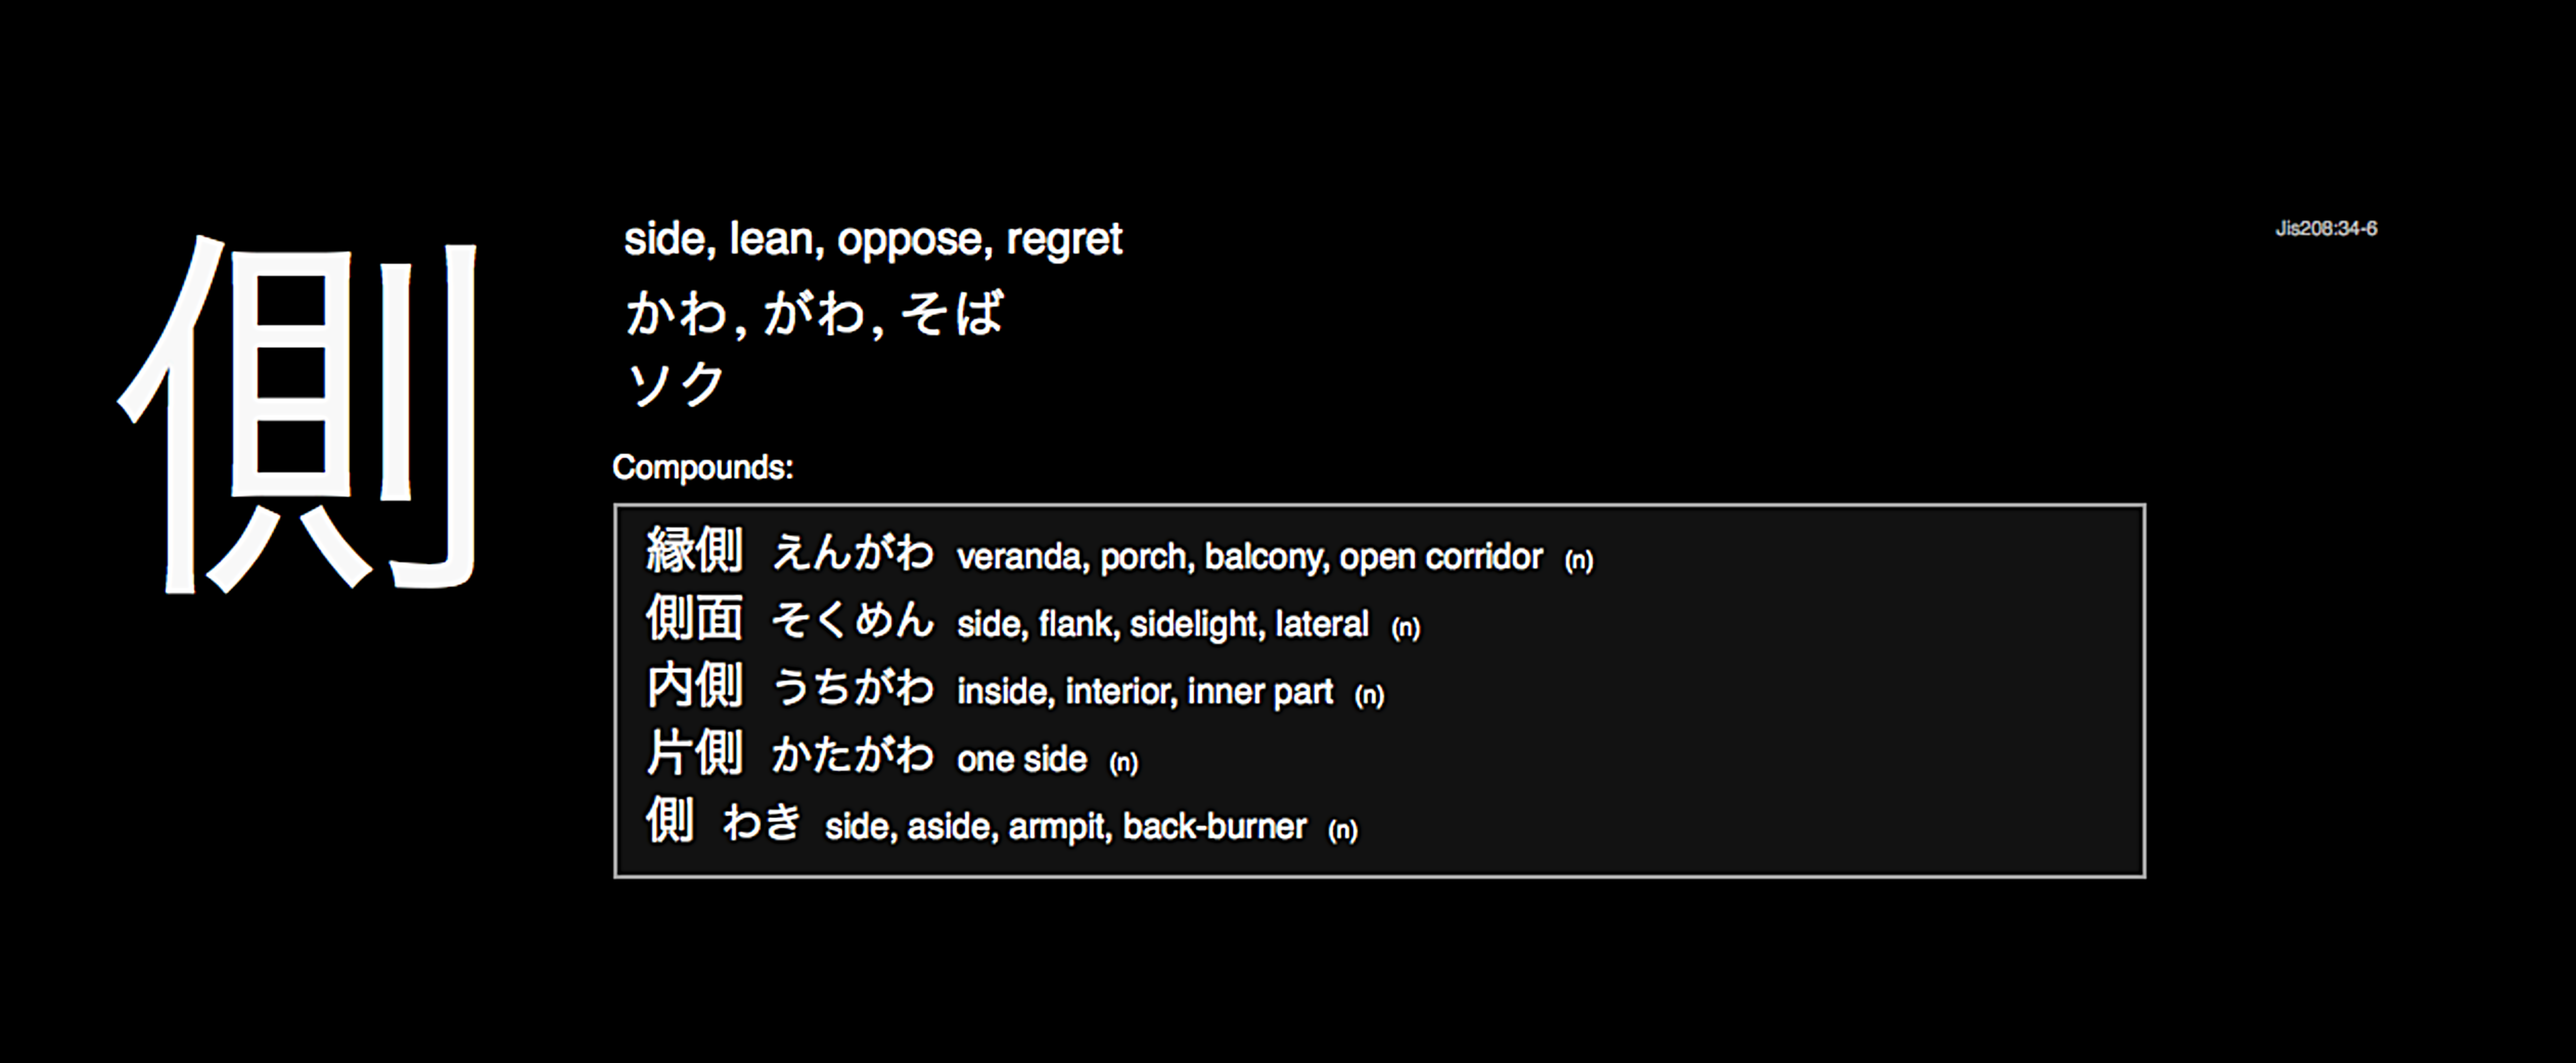 側
side, lean, oppose, regret
Jis208:34-6
かわ, がわ, そば
ソク
Compounds:
縁側 えんがわ veranda, porch, balcony, open corridor (n)
側面 そくめん side, flank, sidelight, lateral (n)
内側 うちがわ inside, interior, inner part (n)
片側 かたがわ one side (n)
側 わき side, aside, armpit, back-burner (n)